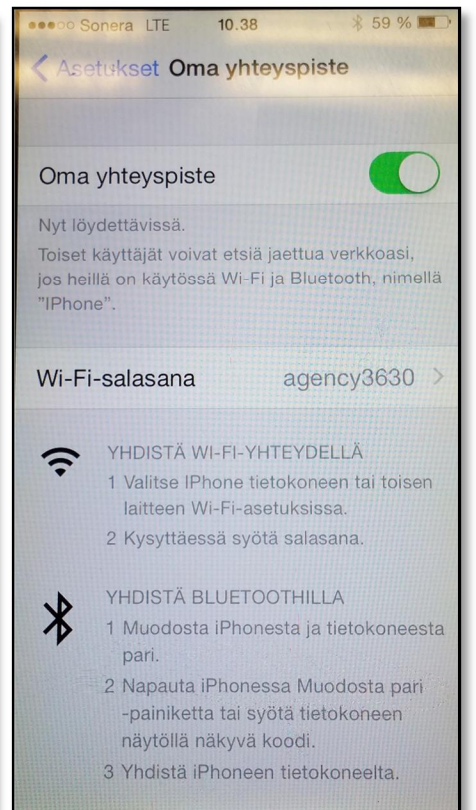 Sonera LTE 10.38 59 %
Asetukset Oma yhteyspiste
Oma yhteyspiste
Nyt löydettävissä.
Toiset käyttäjät voivat etsiä jaettua verkkoasi,
jos heillä on käytössä Wi-Fi ja Bluetooth, nimellä
"IPhone".
Wi-Fi-salasana agency3630
YHDISTÄ WI-FI-YHTEYDELLÄ
1 Valitse IPhone tietokoneen tai toisen
laitteen Wi-Fi-asetuksissa.
2 Kysyttäessä syötä salasana.
YHDISTÄ BLUETOOTHILLA
1 Muodosta iPhonesta ja tietokoneesta
pari.
2 Napauta iPhonessa Muodosta pari
-painiketta tai syötä tietokoneen
näytöllä näkyvä koodi.
3 Yhdistä iPhoneen tietokoneelta.